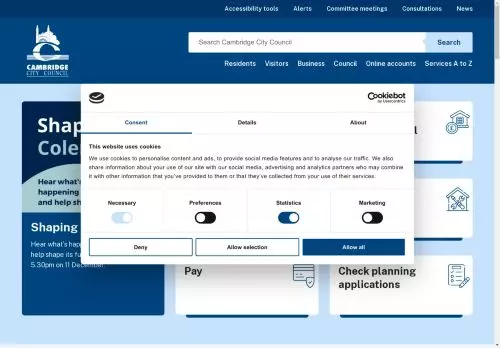 Accessibility tools Alerts Committee meetings Consultations News
CAMBRIDGE
CITY COUNCIL
Search Cambridge City Council
Search
Residents Visitors Business Council Online accounts Services A to Z
Cookiebot
by Usercentrics
Consent Details About
This website uses cookies
We use cookies to personalise content and ads, to provide social media features and to analyse our traffic. We also
share information about your use of our site with our social media, advertising and analytics partners who may combine
it with other information that you've provided to them or that they've collected from your use of their services.
Necessary Preferences Statistics Marketing
Deny Allow selection Allow all
Shap
Coler
Hear what's
happening
and help sh
Shaping
Hear what's hap
help shape its fu
5.30pm on 11 December.
Pay
Check planning
applications